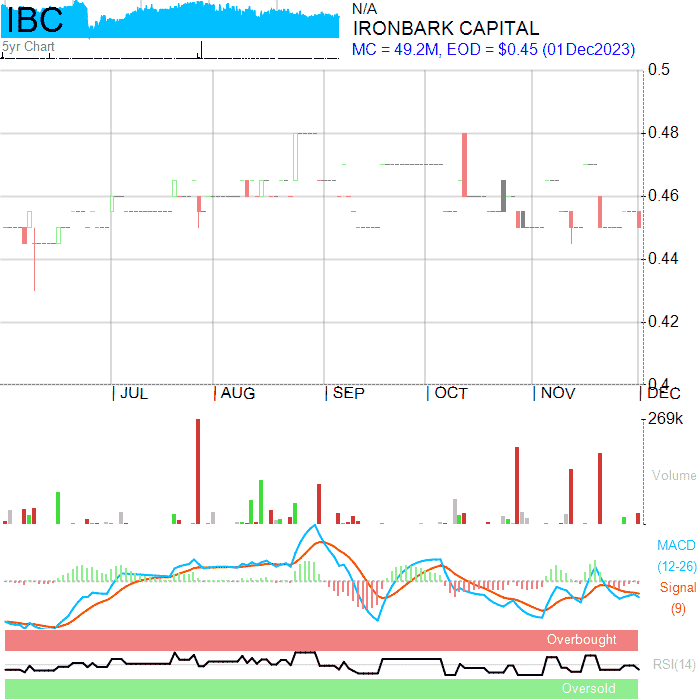 IBC
N/A
IRONBARK CAPITAL
MC = 49.2M, EOD = $0.45 (01Dec2023)
5yr Chart
0.5
0.48
0.46
0.44
0.42
0.4
JUL
AUG
SEP
OCT
NOV
DEC
269k
Volume
MACD
(12-26)
Signal
(9)
Overbought
RSI(14)
Oversold